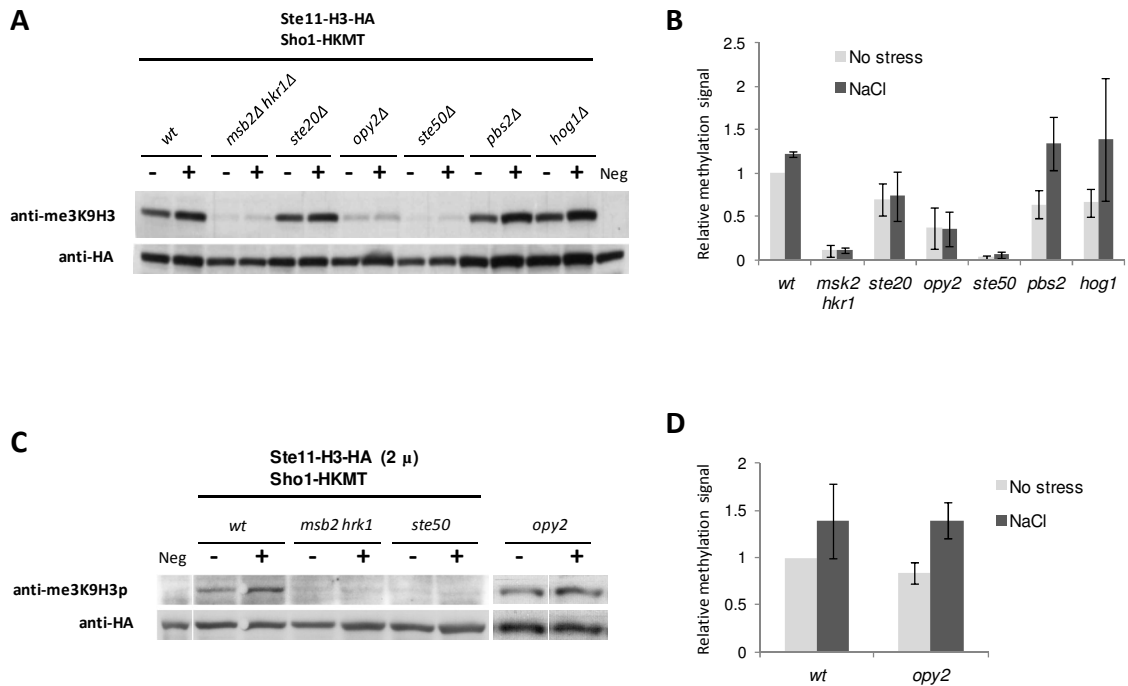 A
Ste11-H3-HA
Sho1-HKMT
wt msb2Δ hkr1Δ ste20Δ opy2Δ ste50Δ pbs2Δ hog1Δ
- + - + - + - + - + - + - + Neg
anti-me3K9H3
anti-HA
B
Relative methylation signal
2.5
2
1.5
1
0.5
0
No stress
NaCl
wt msk2 ste20 opy2 ste50 pbs2 hog1
hkr1
C
Ste11-H3-HA (2 μ)
Sho1-HKMT
wt msb2 hrk1 ste50 opy2
Neg - + - + - + - +
anti-me3K9H3p
anti-HA
D
Relative methylation signal
2
1.5
1
0.5
0
No stress
NaCl
wt opy2